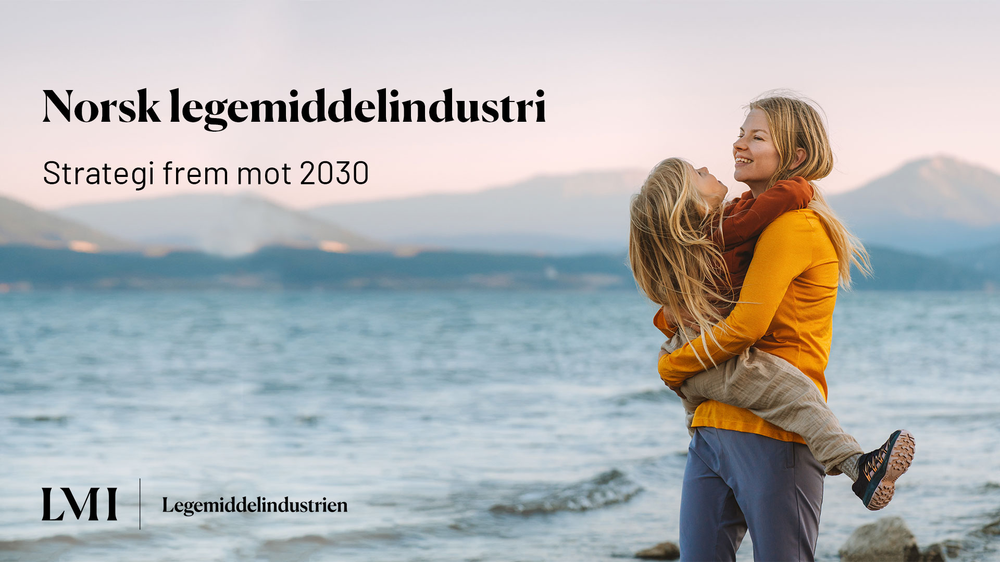 Norsk legemiddelindustri
Strategi frem mot 2030
LMI
Legemiddelindustrien